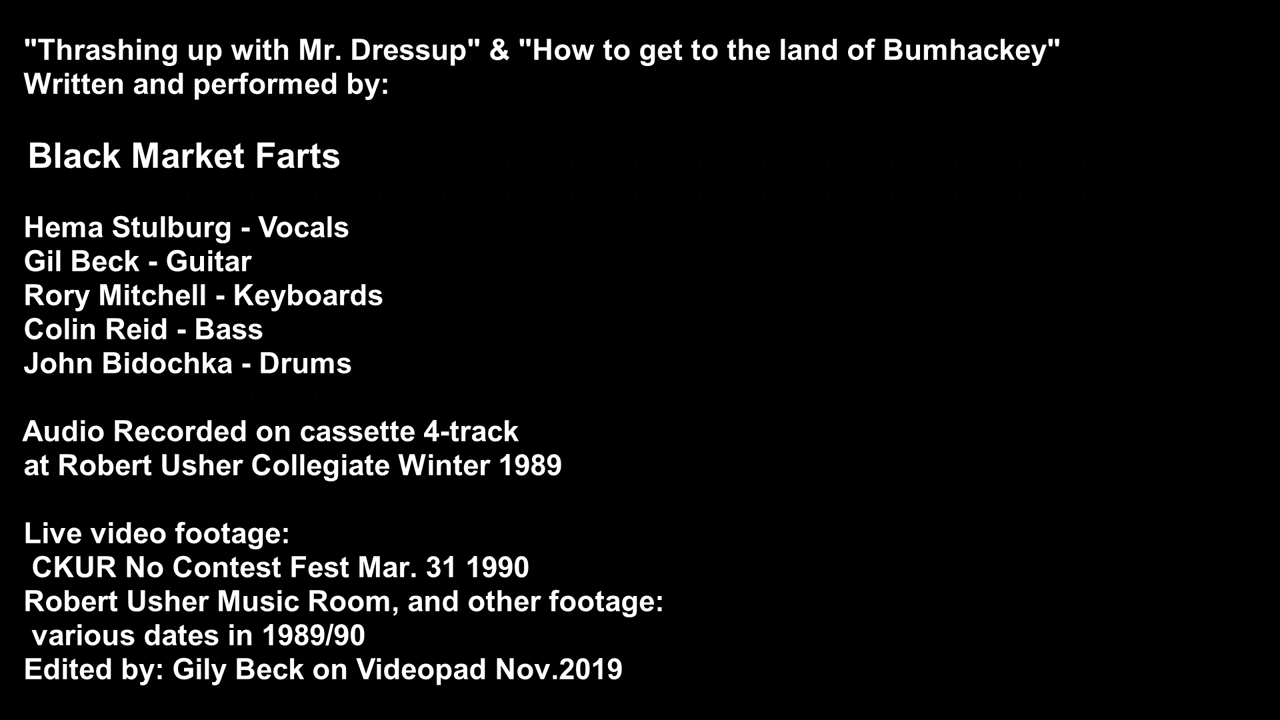 "Thrashing up with Mr. Dressup" & "How to get to the land of Bumhackey"
Written and performed by:
Black Market Farts
Hema Stulburg - Vocals
Gil Beck - Guitar
Rory Mitchell - Keyboards
Colin Reid - Bass
John Bidochka - Drums
Audio Recorded on cassette 4-track
at Robert Usher Collegiate Winter 1989
Live video footage:
CKUR No Contest Fest Mar. 31 1990
Robert Usher Music Room, and other footage:
various dates in 1989/90
Edited by: Gily Beck on Videopad Nov.2019